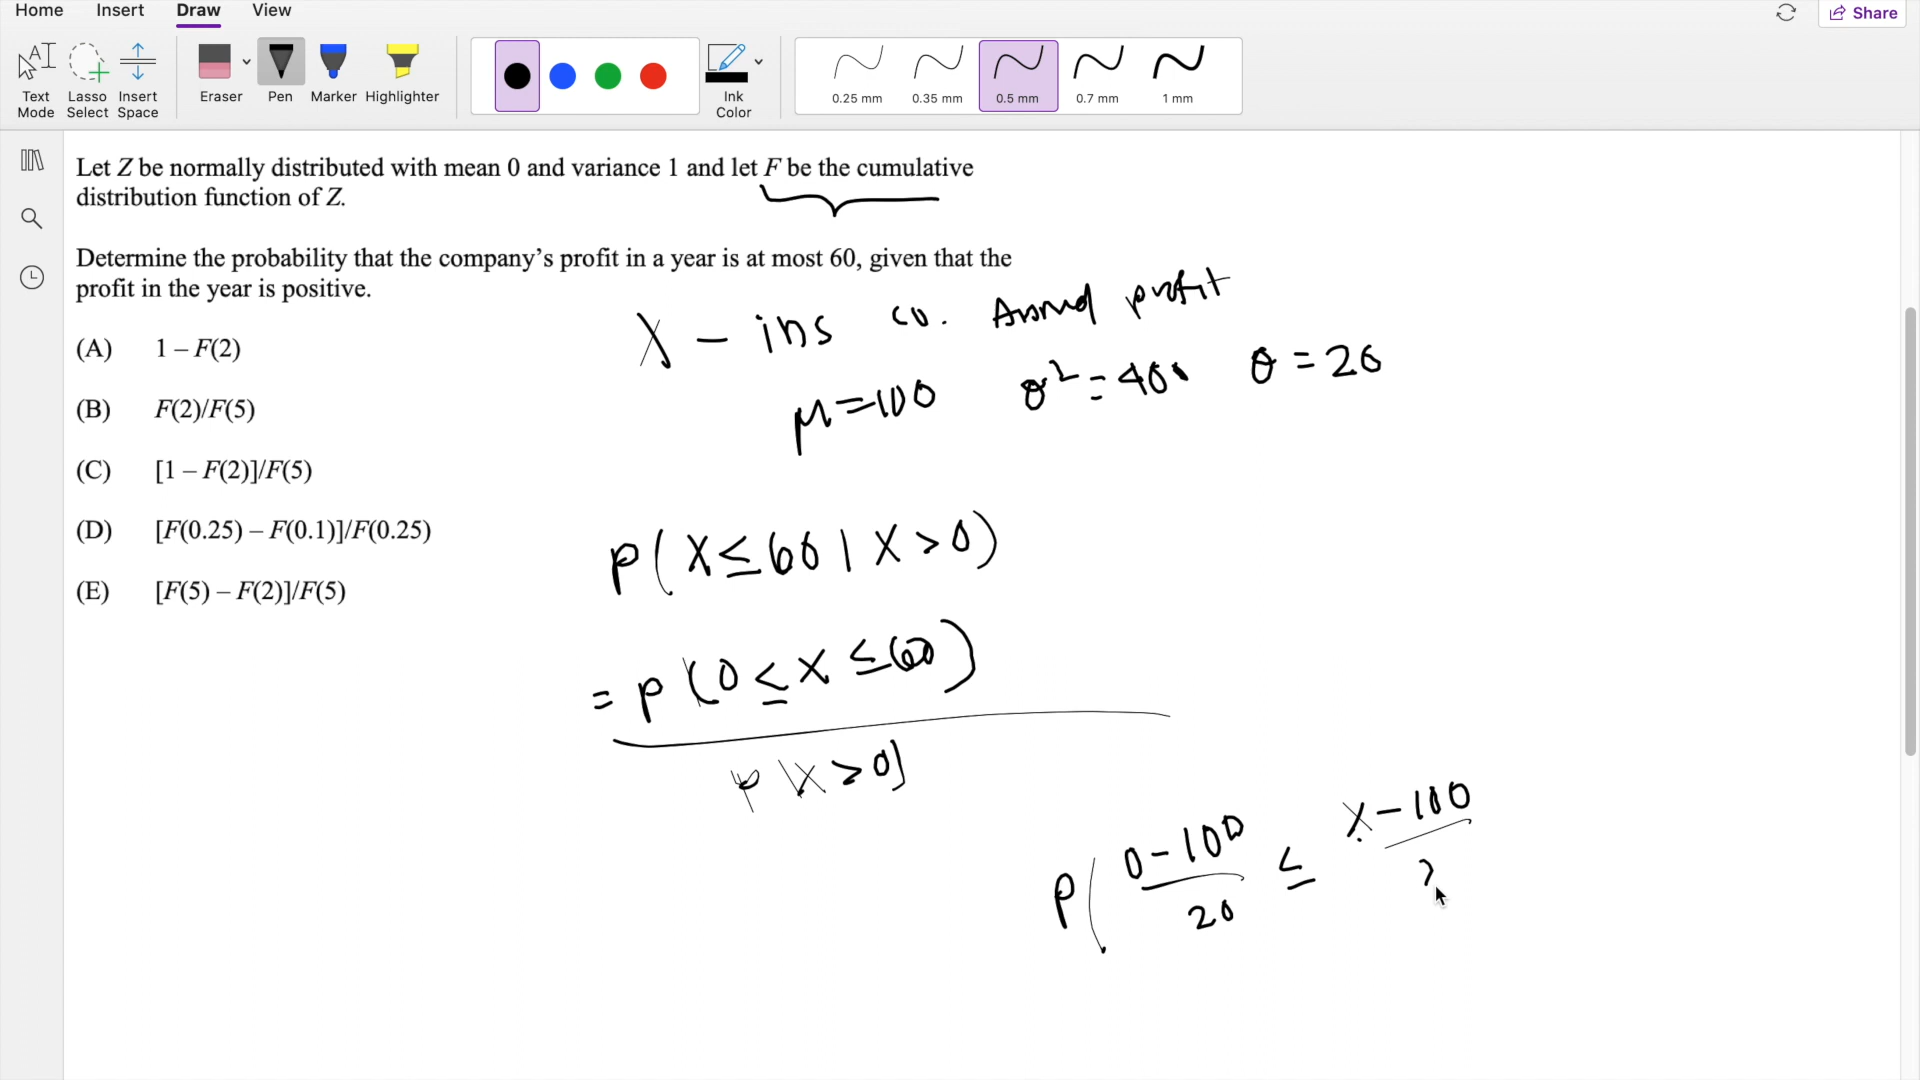 Home Insert Draw View
Share
Text Mode
Lasso Select
Insert Space
Eraser
Pen
Marker
Highlighter
Ink Color
0.25 mm
0.35 mm
0.5 mm
0.7 mm
1 mm
Let Z be normally distributed with mean 0 and variance 1 and let F be the cumulative
distribution function of Z.
Determine the probability that the company’s profit in a year is at most 60, given that the
profit in the year is positive.
(A) 1 – F(2)
(B) F(2)/F(5)
(C) [1 – F(2)]/F(5)
(D) [F(0.25) – F(0.1)]/F(0.25)
(E) [F(5) – F(2)]/F(5)
X – ins co. Annual profit
μ=100 σ²=400 σ=20
P(X≤60|X>0)
= P(0≤X≤60)
P(X>0)
P(0-100
20
≤ X-100
2